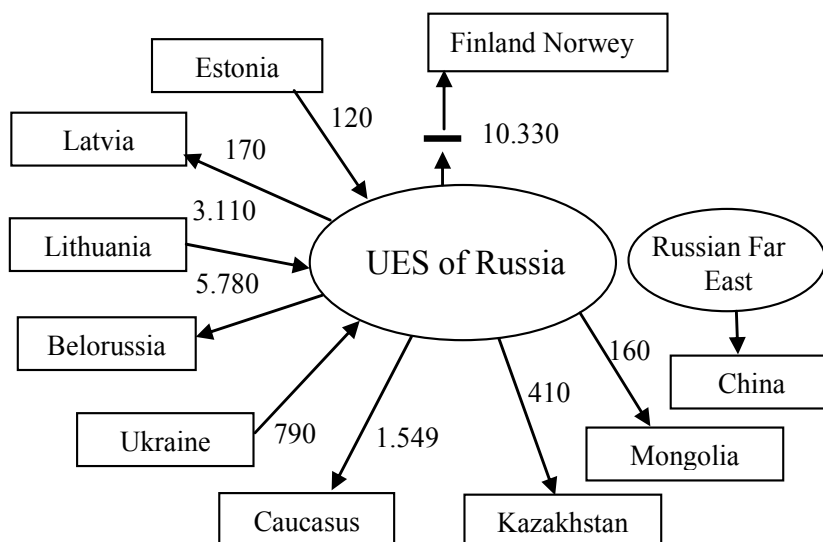 Finland Norwey
Estonia
120
10.330
Latvia
170
3.110
Lithuania
UES of Russia
Russian Far
East
5.780
Belorussia
160
China
410
Ukraine
790
1.549
Mongolia
Caucasus
Kazakhstan